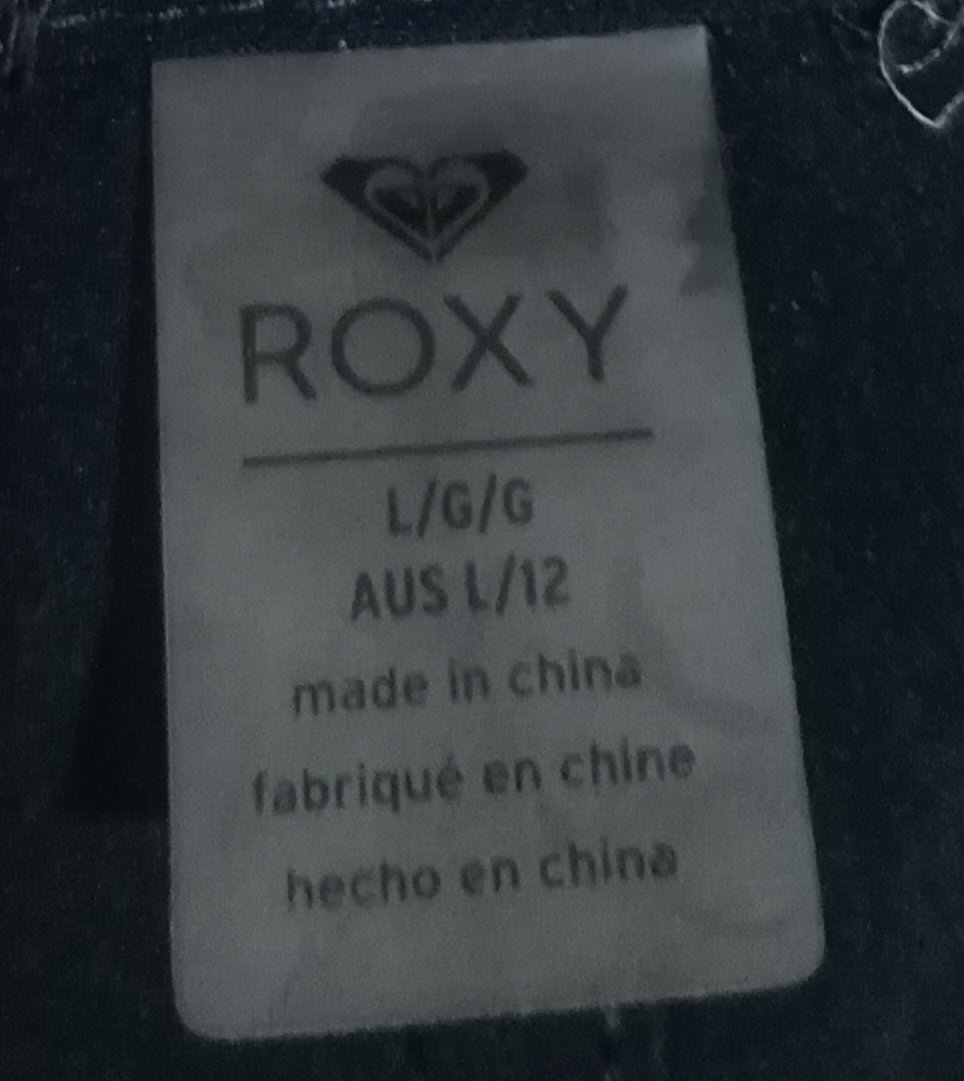 ROXY
L/G/G
AUS L/12
made in china
fabriqué en chine
hecho en china